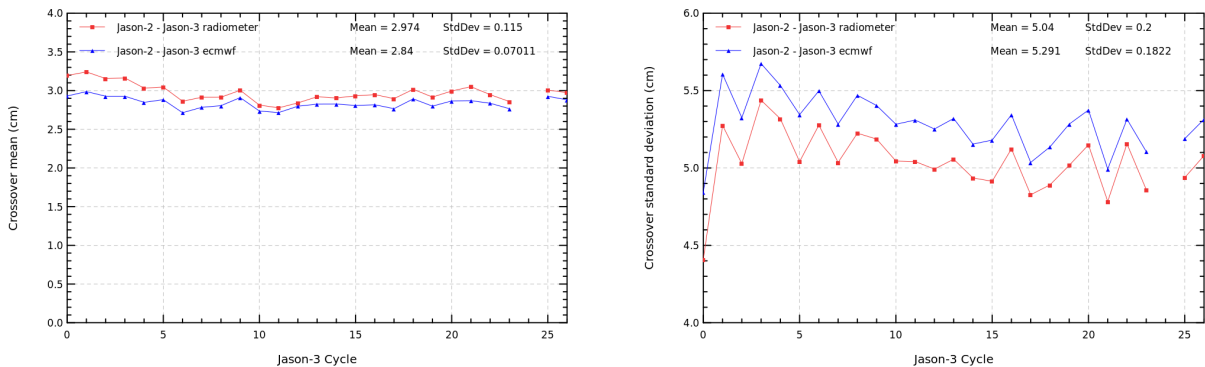 Jason-2 - Jason-3 radiometer Mean = 2.974 StdDev = 0.115
Jason-2 - Jason-3 ecmwf Mean = 2.84 StdDev = 0.07011
Crossover mean (cm)
4.0
3.5
3.0
2.5
2.0
1.5
1.0
0.5
0.0
0 5 10 15 20 25
Jason-3 Cycle
Jason-2 - Jason-3 radiometer Mean = 5.04 StdDev = 0.2
Jason-2 - Jason-3 ecmwf Mean = 5.291 StdDev = 0.1822
Crossover standard deviation (cm)
6.0
5.5
5.0
4.5
4.0
0 5 10 15 20 25
Jason-3 Cycle